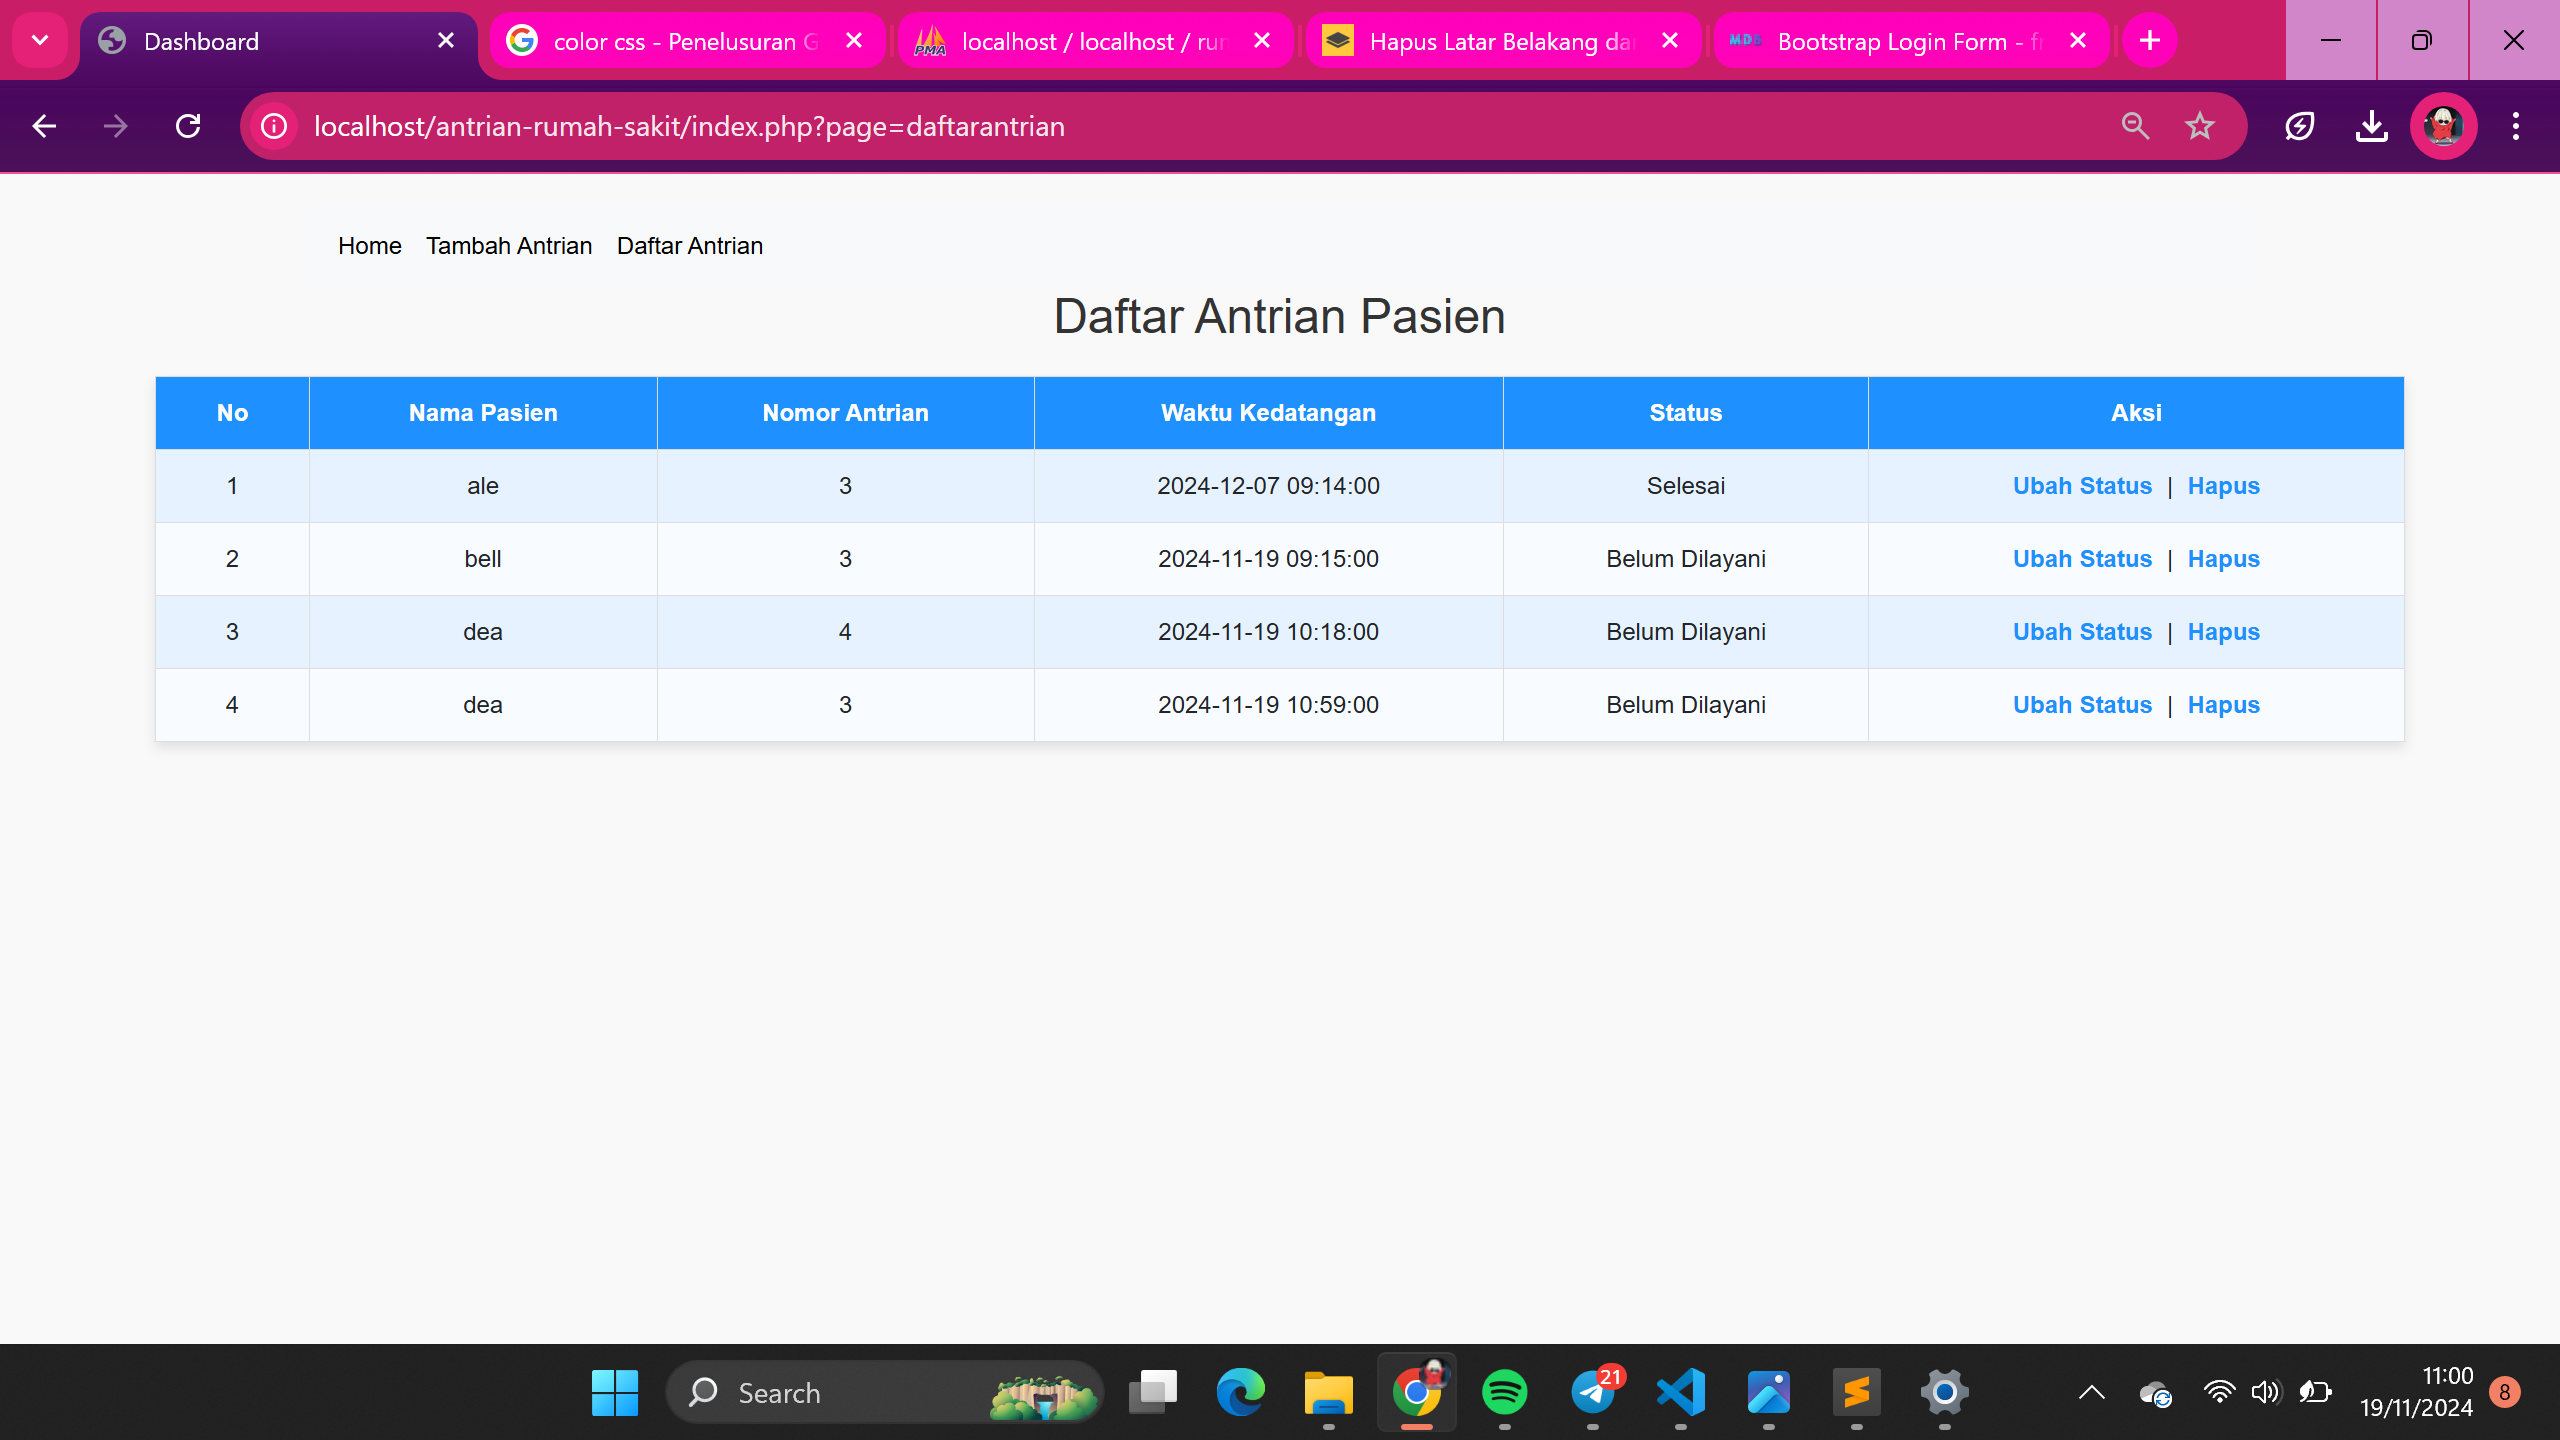 Dashboard
color css - Penelusuran G
localhost / localhost / rum
Hapus Latar Belakang dar
MDB Bootstrap Login Form - fr
localhost/antrian-rumah-sakit/index.php?page=daftarantrian
Home Tambah Antrian Daftar Antrian
Daftar Antrian Pasien
No Nama Pasien Nomor Antrian Waktu Kedatangan Status Aksi
1 ale 3 2024-12-07 09:14:00 Selesai Ubah Status | Hapus
2 bell 3 2024-11-19 09:15:00 Belum Dilayani Ubah Status | Hapus
3 dea 4 2024-11-19 10:18:00 Belum Dilayani Ubah Status | Hapus
4 dea 3 2024-11-19 10:59:00 Belum Dilayani Ubah Status | Hapus
Search
21
11:00
19/11/2024
8